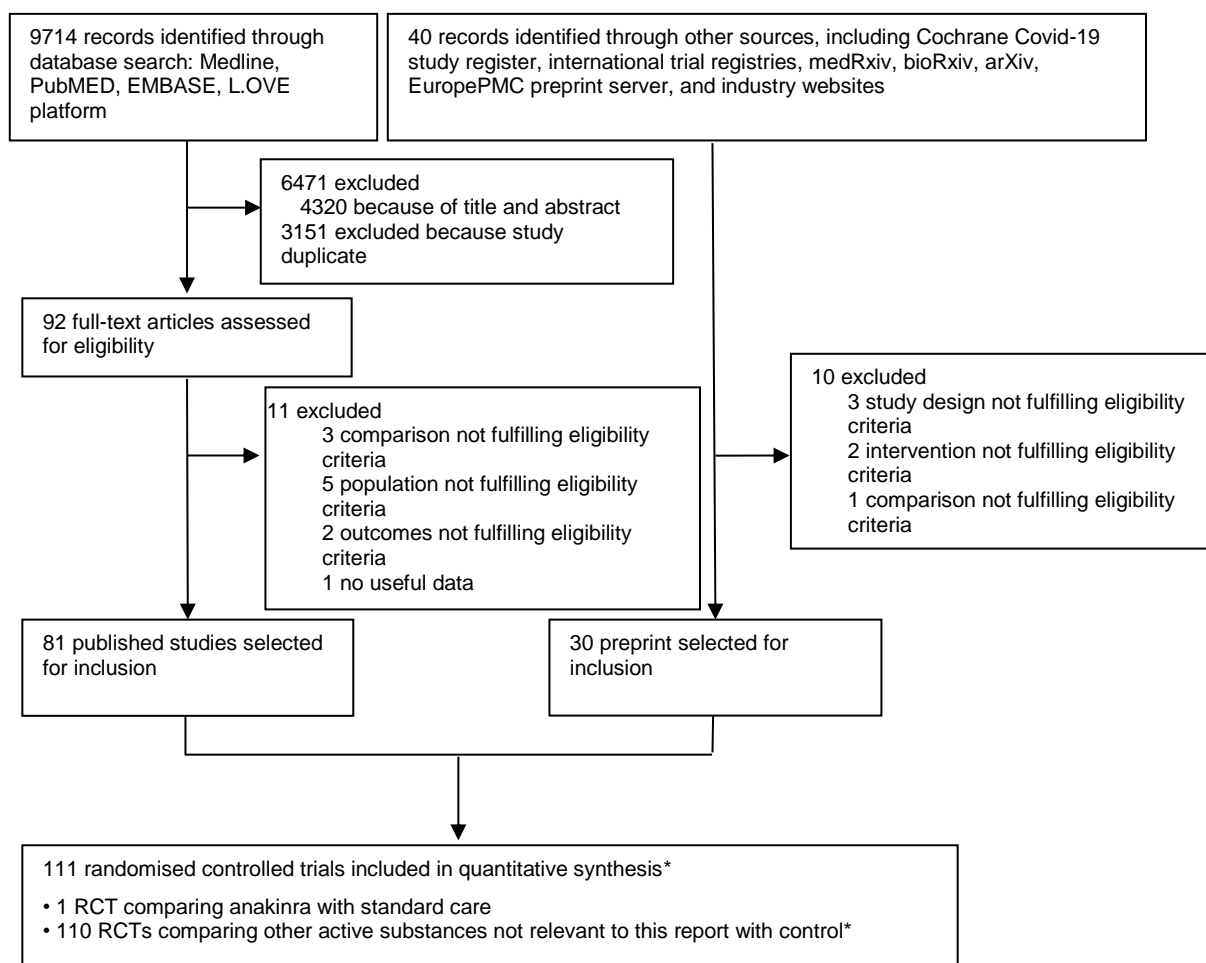 9714 records identified through
database search: Medline,
PubMED, EMBASE, L.OVE
platform
40 records identified through other sources, including Cochrane Covid-19
study register, international trial registries, medRxiv, bioRxiv, arXiv,
EuropePMC preprint server, and industry websites
6471 excluded
4320 because of title and abstract
3151 excluded because study
duplicate
92 full-text articles assessed
for eligibility
11 excluded
3 comparison not fulfilling eligibility
criteria
5 population not fulfilling eligibility
criteria
2 outcomes not fulfilling eligibility
criteria
1 no useful data
10 excluded
3 study design not fulfilling eligibility
criteria
2 intervention not fulfilling eligibility
criteria
1 comparison not fulfilling eligibility
criteria
81 published studies selected
for inclusion
30 preprint selected for
inclusion
111 randomised controlled trials included in quantitative synthesis*
• 1 RCT comparing anakinra with standard care
• 110 RCTs comparing other active substances not relevant to this report with control*